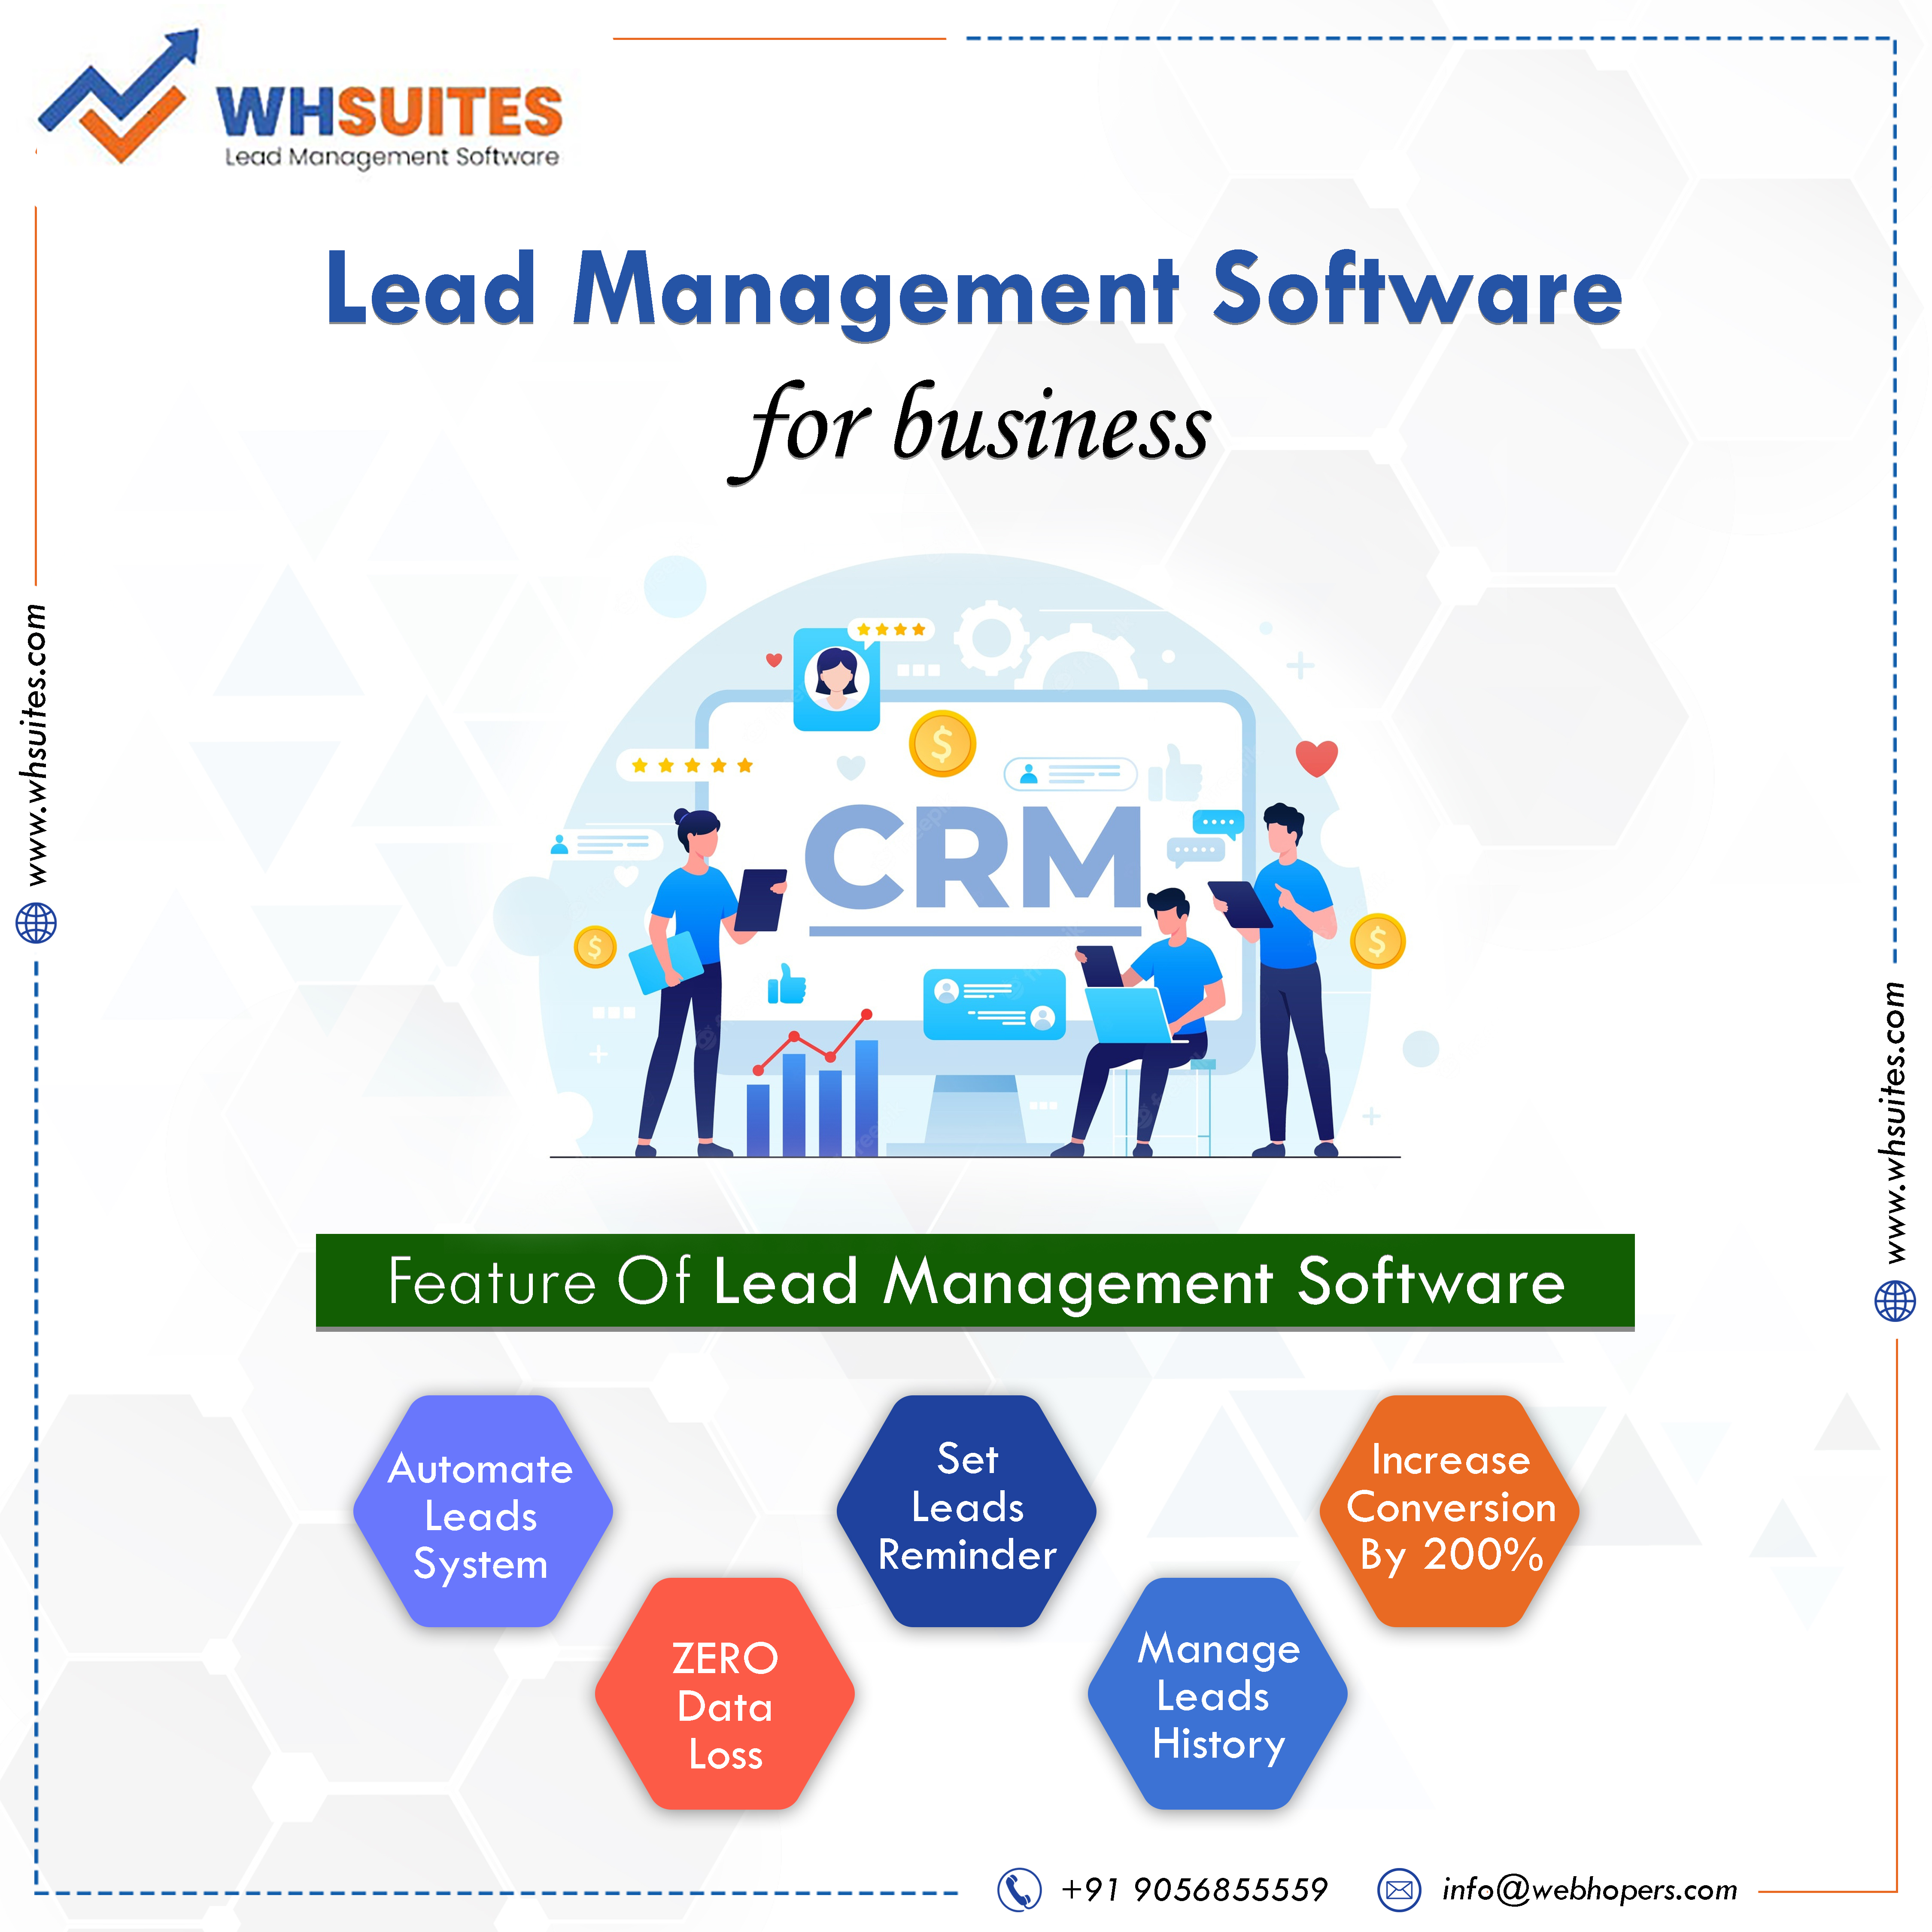 WHSUITES
Lead Management Software
Lead Management Software
for business
www.whsuites.com
CRM
www.whsuites.com
Feature Of Lead Management Software
Automate
Leads
System
ZERO
Data
Loss
Set
Leads
Reminder
Manage
Leads
History
Increase
Conversion
By 200%
+91 9056855559
info@webhopers.com